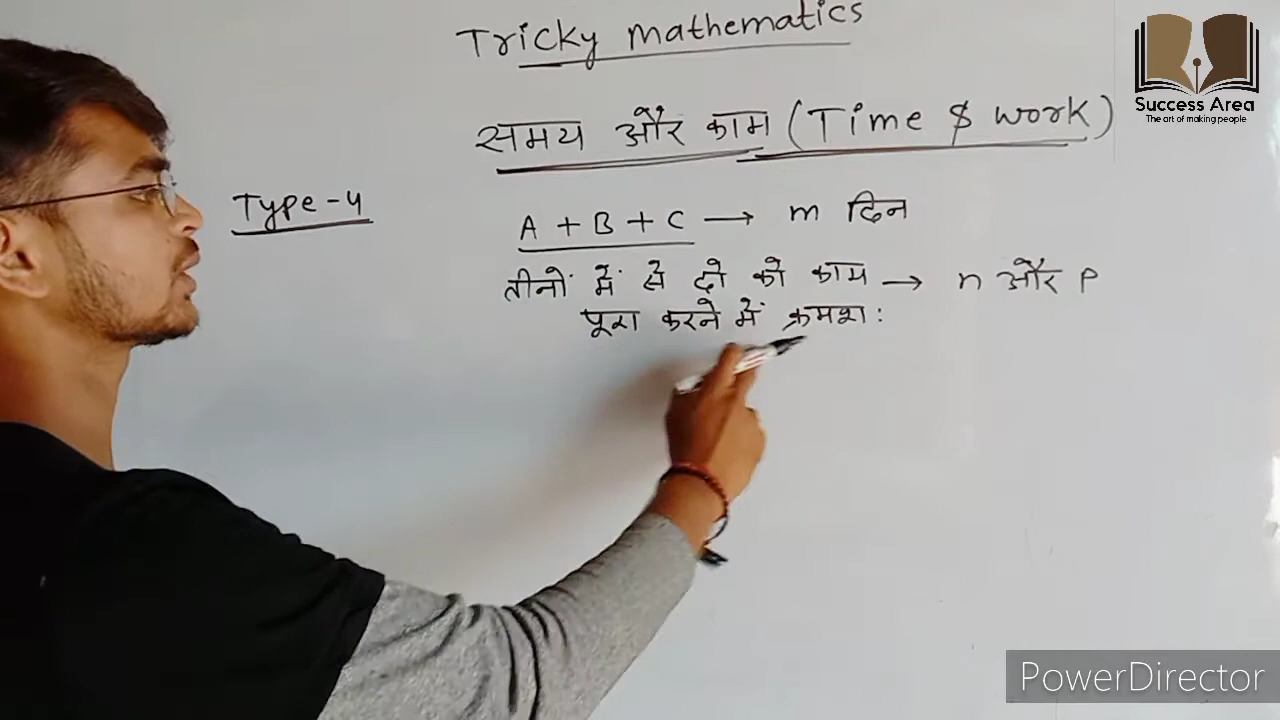 Tricky Mathematics
Success Area
The art of making people
समय और काम (Time & work)
Type-4
A + B + C → m दिन
तीनों में से दो को काम → n और P
पूरा करने में क्रमशः
PowerDirector